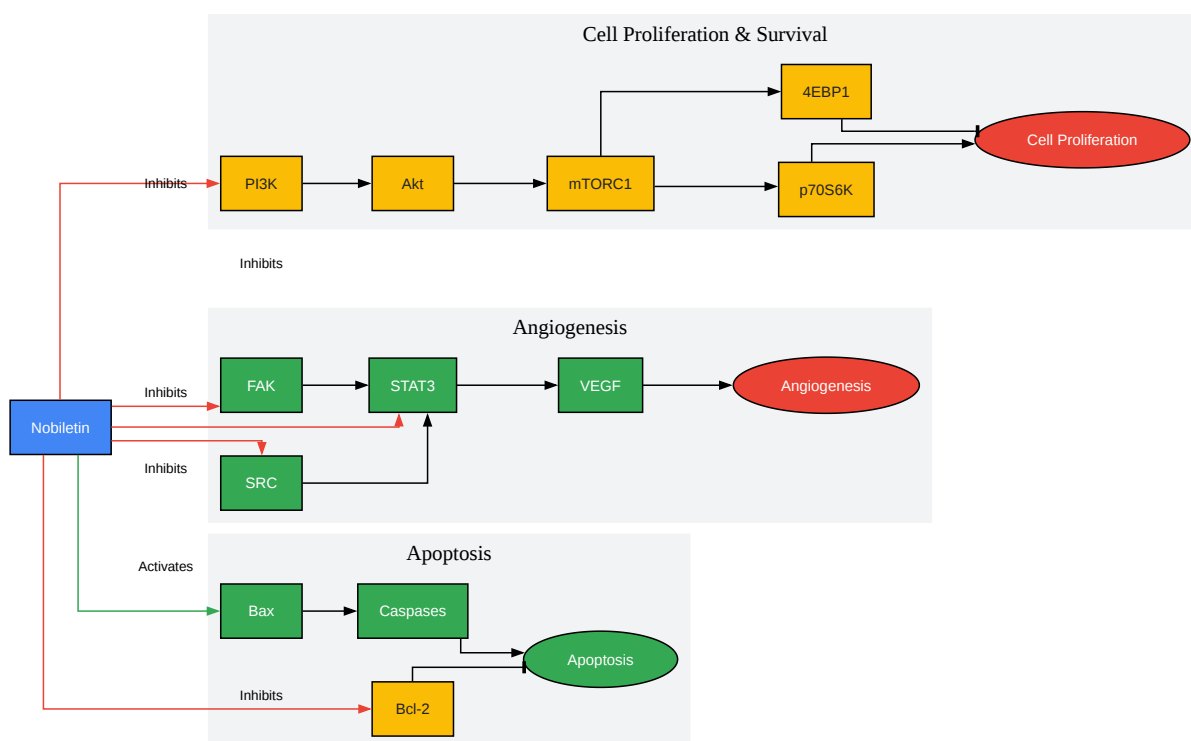 Cell Proliferation & Survival
4EBP1
Cell Proliferation
Inhibits
PI3K
Akt
mTORC1
p70S6K
Inhibits
Angiogenesis
Inhibits
FAK
STAT3
VEGF
Angiogenesis
Nobiletin
Inhibits
SRC
Apoptosis
Activates
Bax
Caspases
Apoptosis
Inhibits
Bcl-2